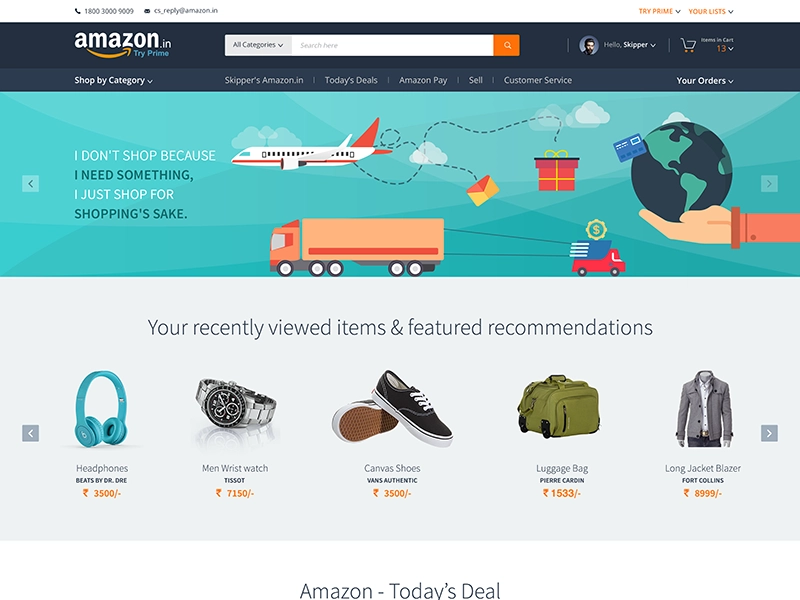 1800 3000 9009 cs_reply@amazon.in TRY PRIME YOUR LISTS
amazon.in
Try Prime
All Categories Search here
Hello, Skipper
Items in Cart
13
Shop by Category Skipper's Amazon.in Today's Deals Amazon Pay Sell Customer Service Your Orders
I DON'T SHOP BECAUSE
I NEED SOMETHING,
I JUST SHOP FOR
SHOPPING'S SAKE.
$
Your recently viewed items & featured recommendations
Headphones
BEATS BY DR. DRE
₹ 3500/-
Men Wrist watch
TISSOT
₹ 7150/-
Canvas Shoes
VANS AUTHENTIC
₹ 3500/-
Luggage Bag
PIERRE CARDIN
₹ 1533/-
Long Jacket Blazer
FORT COLLINS
₹ 8999/-
Amazon - Today's Deal